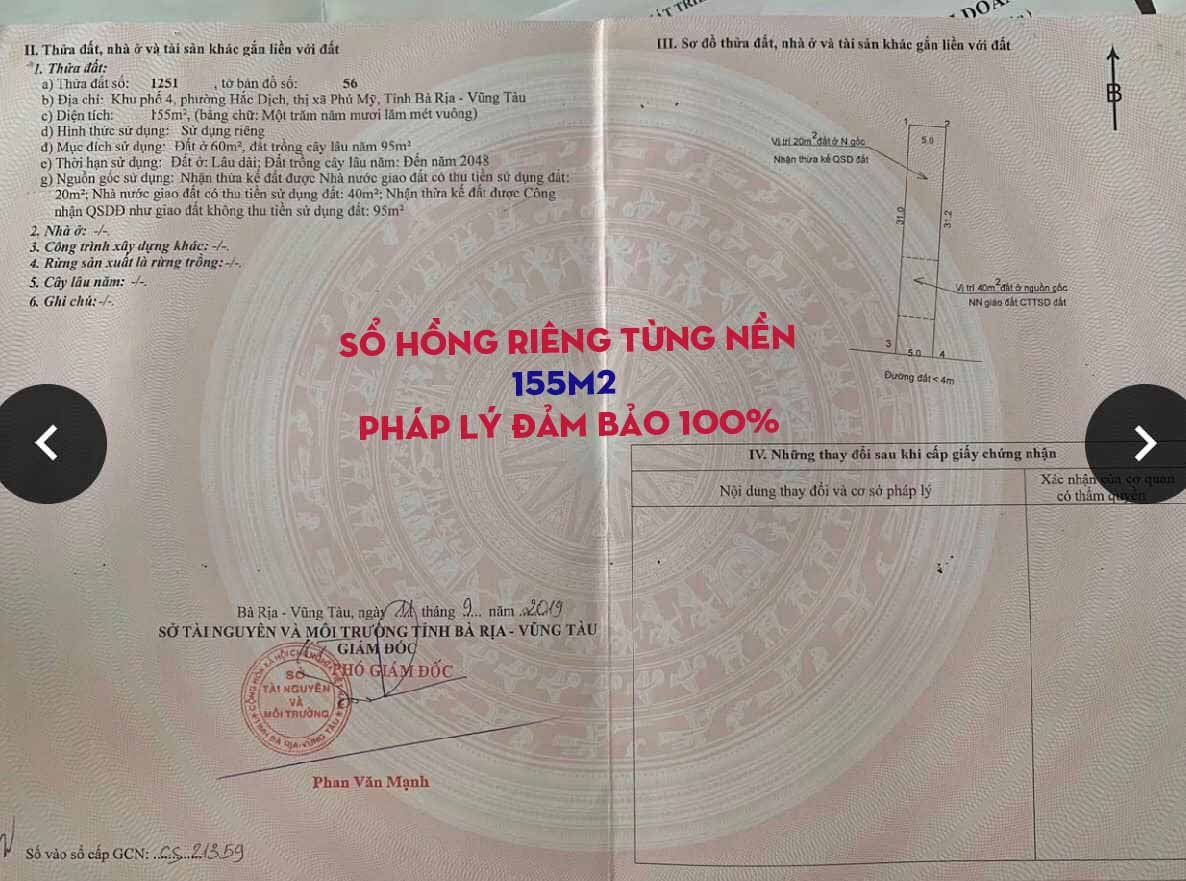 ÁT TRIỂ
DOA
II. Thửa đất, nhà ở và tài sản khác gắn liền với đất
1. Thửa đất:
a) Thửa đất số: 1251 , tờ bản đồ số: 56
b) Địa chỉ: Khu phố 4, phường Hắc Dịch, thị xã Phú Mỹ, Tỉnh Bà Rịa - Vũng Tàu
c) Diện tích: 155m², (bằng chữ: Một trăm năm mươi lăm mét vuông)
d) Hình thức sử dụng: Sử dụng riêng
đ) Mục đích sử dụng: Đất ở 60m², đất trồng cây lâu năm 95m²
e) Thời hạn sử dụng: Đất ở: Lâu dài; Đất trồng cây lâu năm: Đến năm 2048
g) Nguồn gốc sử dụng: Nhận thừa kế đất được Nhà nước giao đất có thu tiền sử dụng đất:
20m²; Nhà nước giao đất có thu tiền sử dụng đất: 40m²; Nhận thừa kế đất được Công
nhận QSDĐ như giao đất không thu tiền sử dụng đất: 95m²
2. Nhà ở: -/-.
3. Công trình xây dựng khác: -/-.
4. Rừng sản xuất là rừng trồng: -/-.
5. Cây lâu năm: -/-.
6. Ghi chú: -/-.
III. Sơ đồ thửa đất, nhà ở và tài sản khác gắn liền với đất
B
1
2
5.0
Vị trí 20m² đất ở N gốc
Nhận thừa kế QSD đất
31.0
31.2
Vị trí 40m² đất ở nguồn gốc
NN giao đất CTTSD đất
3
5.0
4
Đường đất < 4m
SỔ HỒNG RIÊNG TỪNG NỀN
155M2
PHÁP LÝ ĐẢM BẢO 100%
IV. Những thay đổi sau khi cấp giấy chứng nhận
Nội dung thay đổi và cơ sở pháp lý
Xác nhận của cơ quan
có thẩm quyền
Bà Rịa - Vũng Tàu, ngày 11 tháng 9 năm 2019
SỞ TÀI NGUYÊN VÀ MÔI TRƯỜNG TỈNH BÀ RỊA - VŨNG TÀU
GIÁM ĐỐC
PHÓ GIÁM ĐỐC
SỞ
TÀI NGUYÊN
VÀ
MÔI TRƯỜNG
TỈNH BÀ RỊA-VŨNG TÀU
Phan Văn Mạnh
Số vào sổ cấp GCN: CS 21359